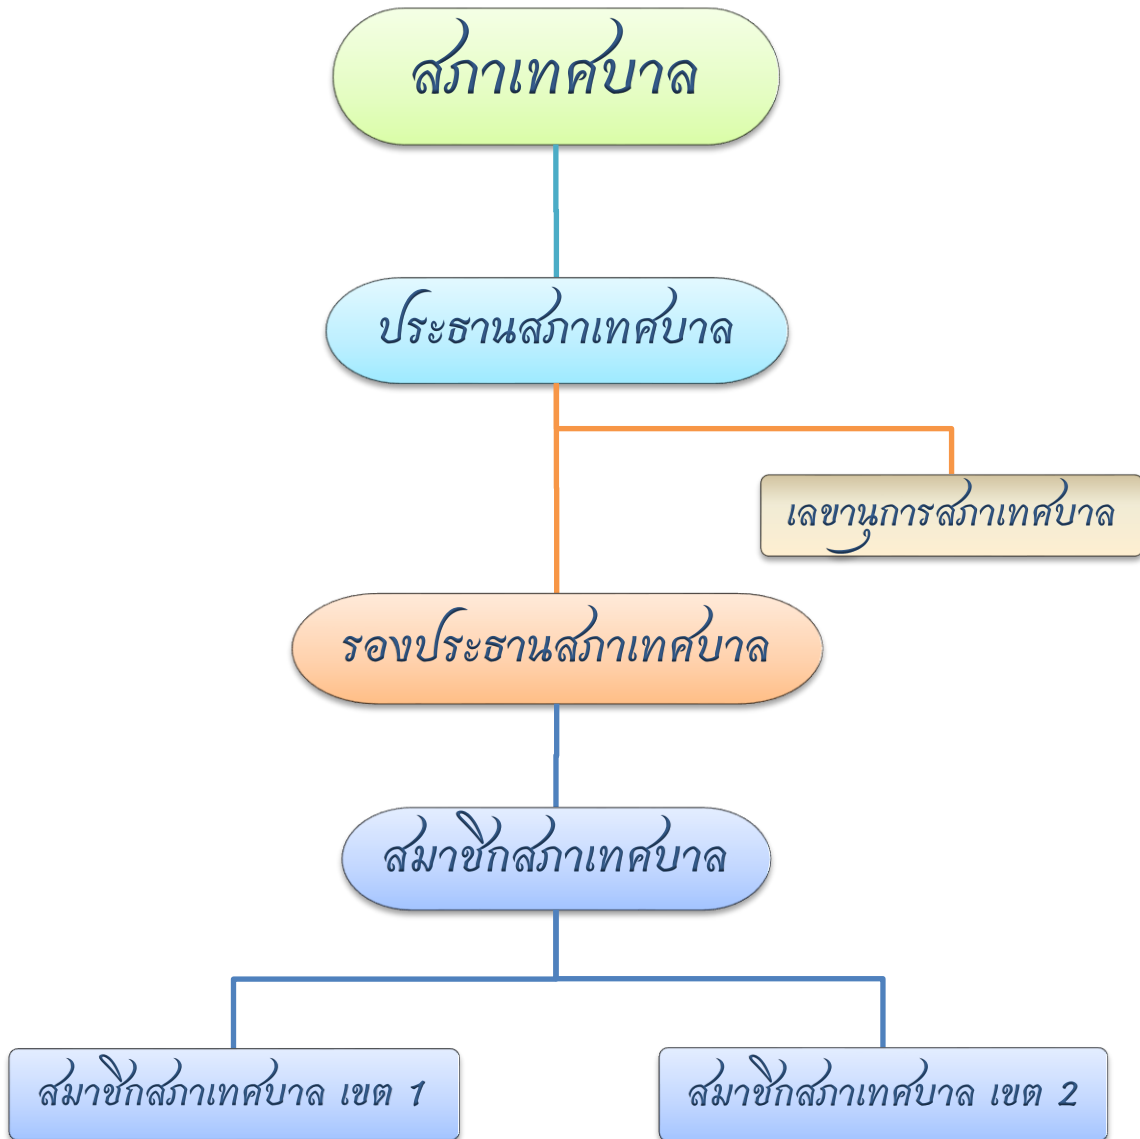 สภาเทศบาล
ประธานสภาเทศบาล
เลขานุการสภาเทศบาล
รองประธานสภาเทศบาล
สมาชิกสภาเทศบาล
สมาชิกสภาเทศบาล เขต 1
สมาชิกสภาเทศบาล เขต 2